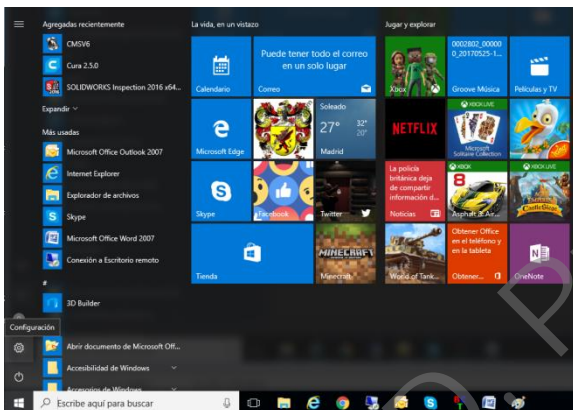 Agregadas recientemente
CMSV6
Cura 2.5.0
SOLIDWORKS Inspection 2016 x64...
Expandir
Más usadas
Microsoft Office Outlook 2007
Internet Explorer
Explorador de archivos
Skype
Microsoft Office Word 2007
Conexión a Escritorio remoto
#
3D Builder
Configuración
Abrir documento de Microsoft Off...
Accesibilidad de Windows
Accesorios de Windows
Escribe aquí para buscar
La vida, en un vistazo
Calendario
Puede tener todo el correo
en un solo lugar
Correo
Microsoft Edge
Soleado
27°
32°
20°
Madrid
Skype
Facebook
Twitter
Tienda
MINECRAFT
Minecraft
Jugar y explorar
Xbox
0002802_00000
0_20170525-1...
Groove Música
Películas y TV
NETFLIX
XBOX LIVE
Microsoft
Solitaire Collection
La policía
británica deja
de compartir
información d...
Noticias
XBOX LIVE
8
Asphalt 8: Air...
XBOX LIVE
World of Tank...
Obtener Office
en el teléfono y
en la tableta
Obtener...
OneNote